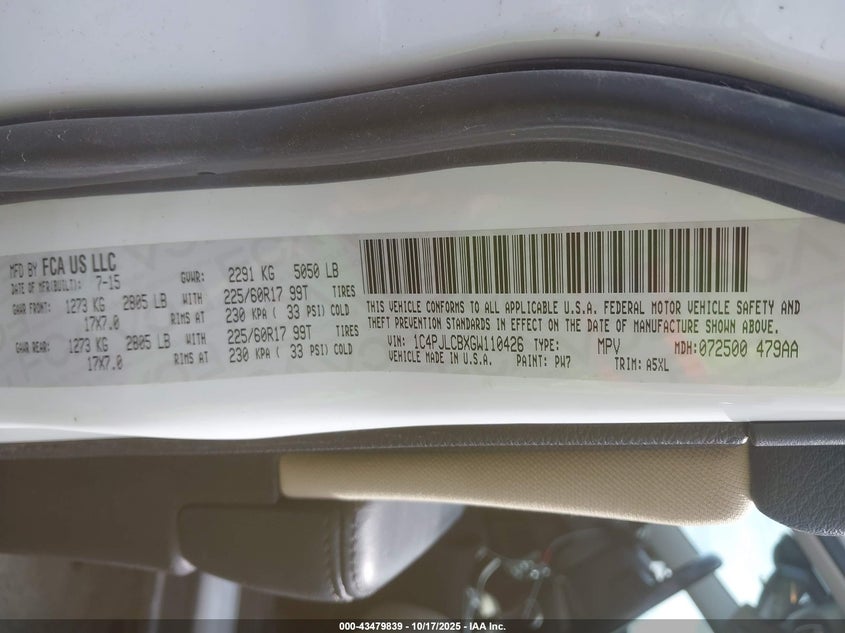 MFD BY FCA US LLC
DATE OF MFR(BUILT): 7-15 GVWR: 2291 KG 5050 LB
GAWR FRONT: 1273 KG 2805 LB WITH 225/60R17 99T TIRES
17X7.0 RIMS AT 230 KPA ( 33 PSI) COLD
GAWR REAR: 1273 KG 2805 LB WITH 225/60R17 99T TIRES
17X7.0 RIMS AT 230 KPA ( 33 PSI) COLD
THIS VEHICLE CONFORMS TO ALL APPLICABLE U.S.A. FEDERAL MOTOR VEHICLE SAFETY AND
THEFT PREVENTION STANDARDS IN EFFECT ON THE DATE OF MANUFACTURE SHOWN ABOVE.
VIN: 1C4PJLCBXGW110426 TYPE: MPV MDH: 072500 479AA
VEHICLE MADE IN U.S.A. PAINT: PW7 TRIM: A5XL
000-43479839 | 10/17/2025 - IAA Inc.